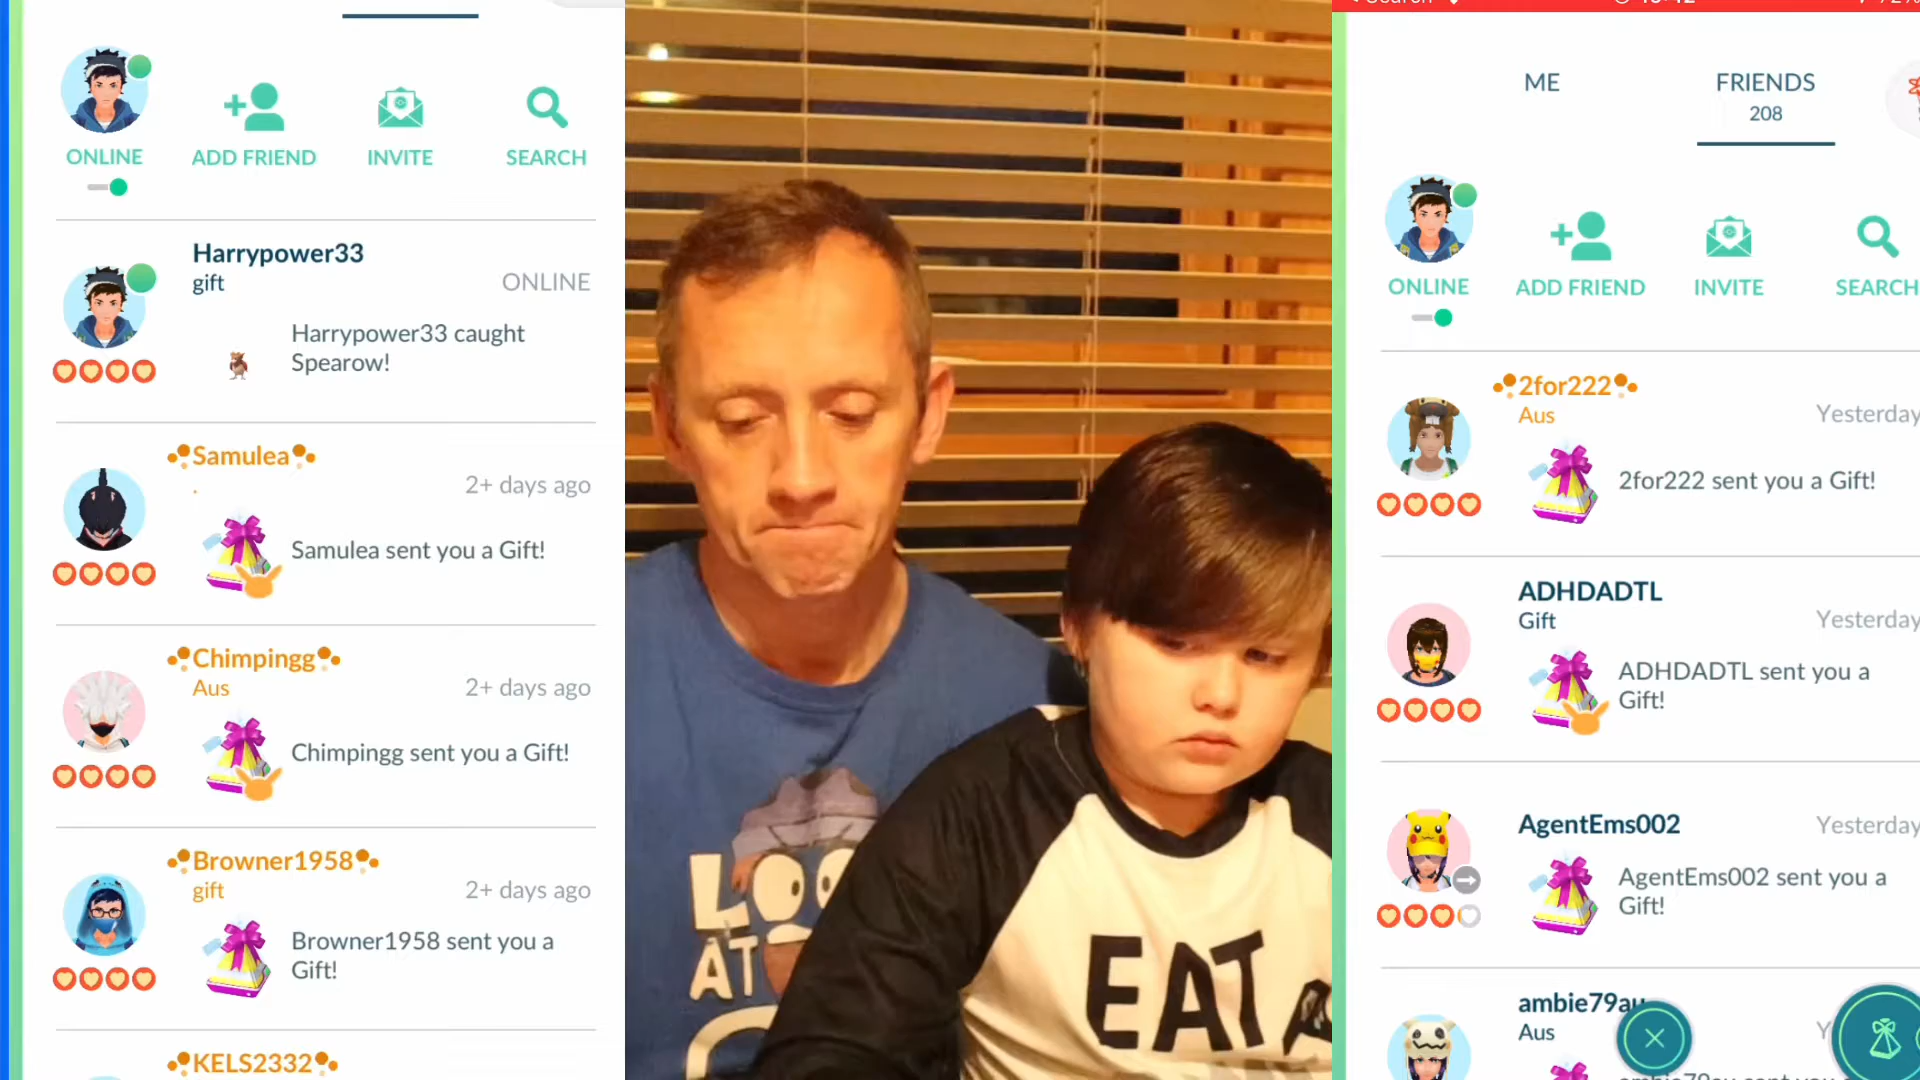 ONLINE
ADD FRIEND
INVITE
SEARCH
Harrypower33
gift
ONLINE
Harrypower33 caught
Spearow!
Samulea
.
2+ days ago
Samulea sent you a Gift!
Chimpingg
Aus
2+ days ago
Chimpingg sent you a Gift!
Browner1958
gift
2+ days ago
Browner1958 sent you a
Gift!
KELS2332
LOO
AT
EAT
Search
ME
FRIENDS
208
ONLINE
ADD FRIEND
INVITE
SEARCH
2for222
Aus
Yesterday
2for222 sent you a Gift!
ADHDADTL
Gift
Yesterday
ADHDADTL sent you a
Gift!
AgentEms002
Yesterday
AgentEms002 sent you a
Gift!
ambie79au
Aus